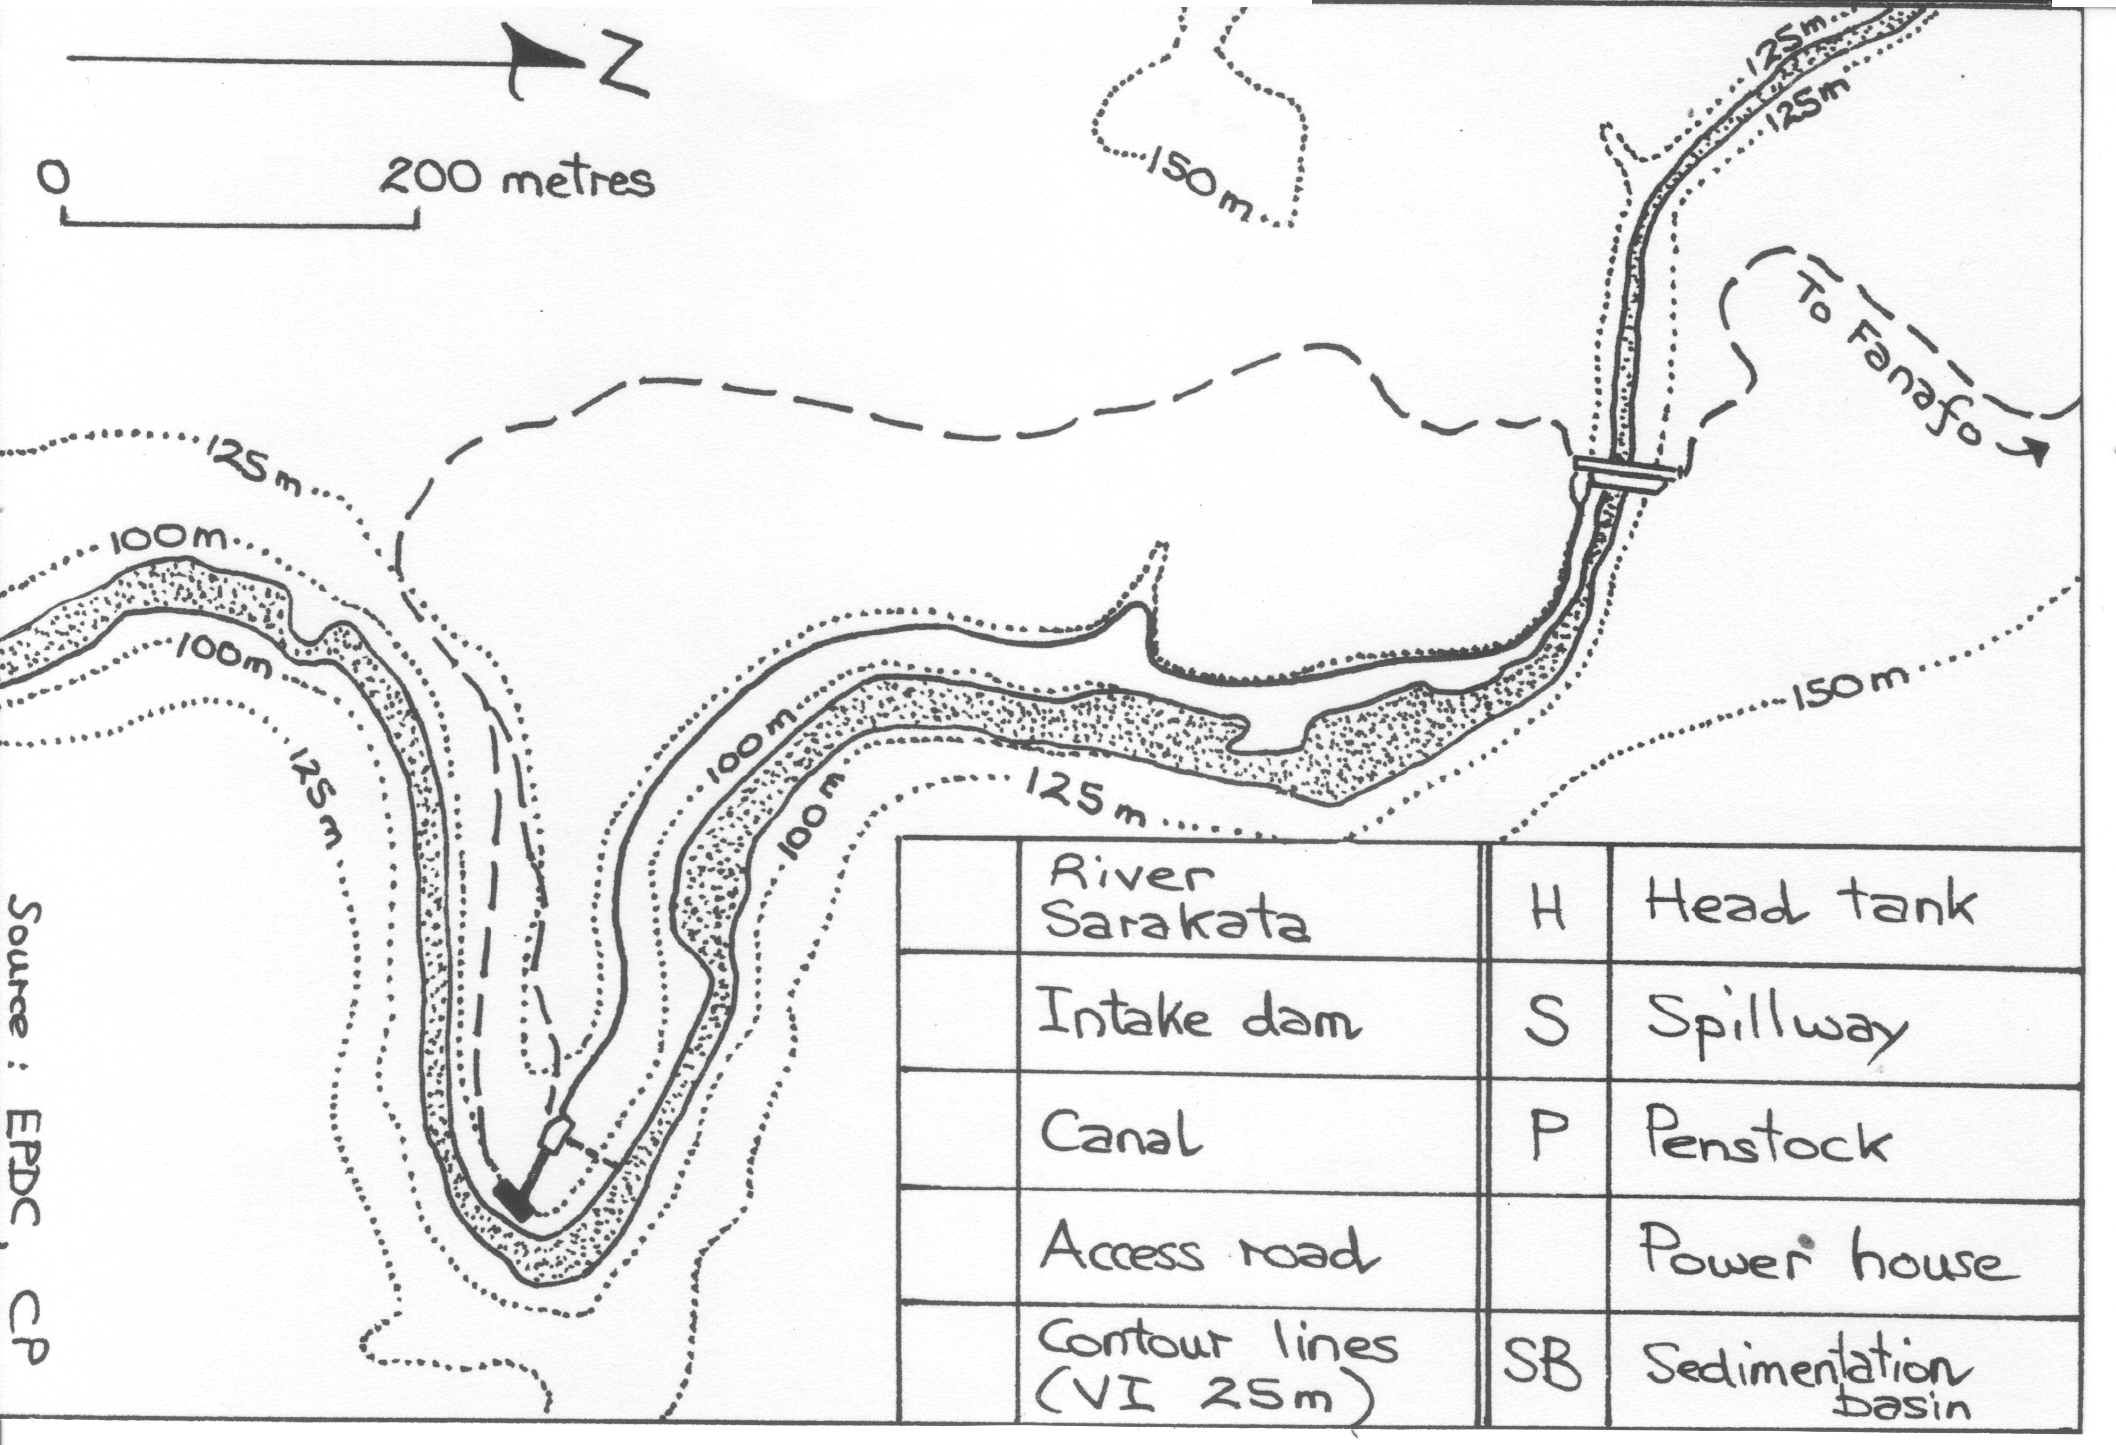 N
0
200 metres
125m
125m
150m
To Fanafo
125m
100m
100m
125m
100m
100m
125m
150m
Source: EPDC, CP
River
Sarakata
H
Head tank
Intake dam
S
Spillway
Canal
P
Penstock
Access road
Power house
Contour lines
(VI 25m)
SB
Sedimentation
basin